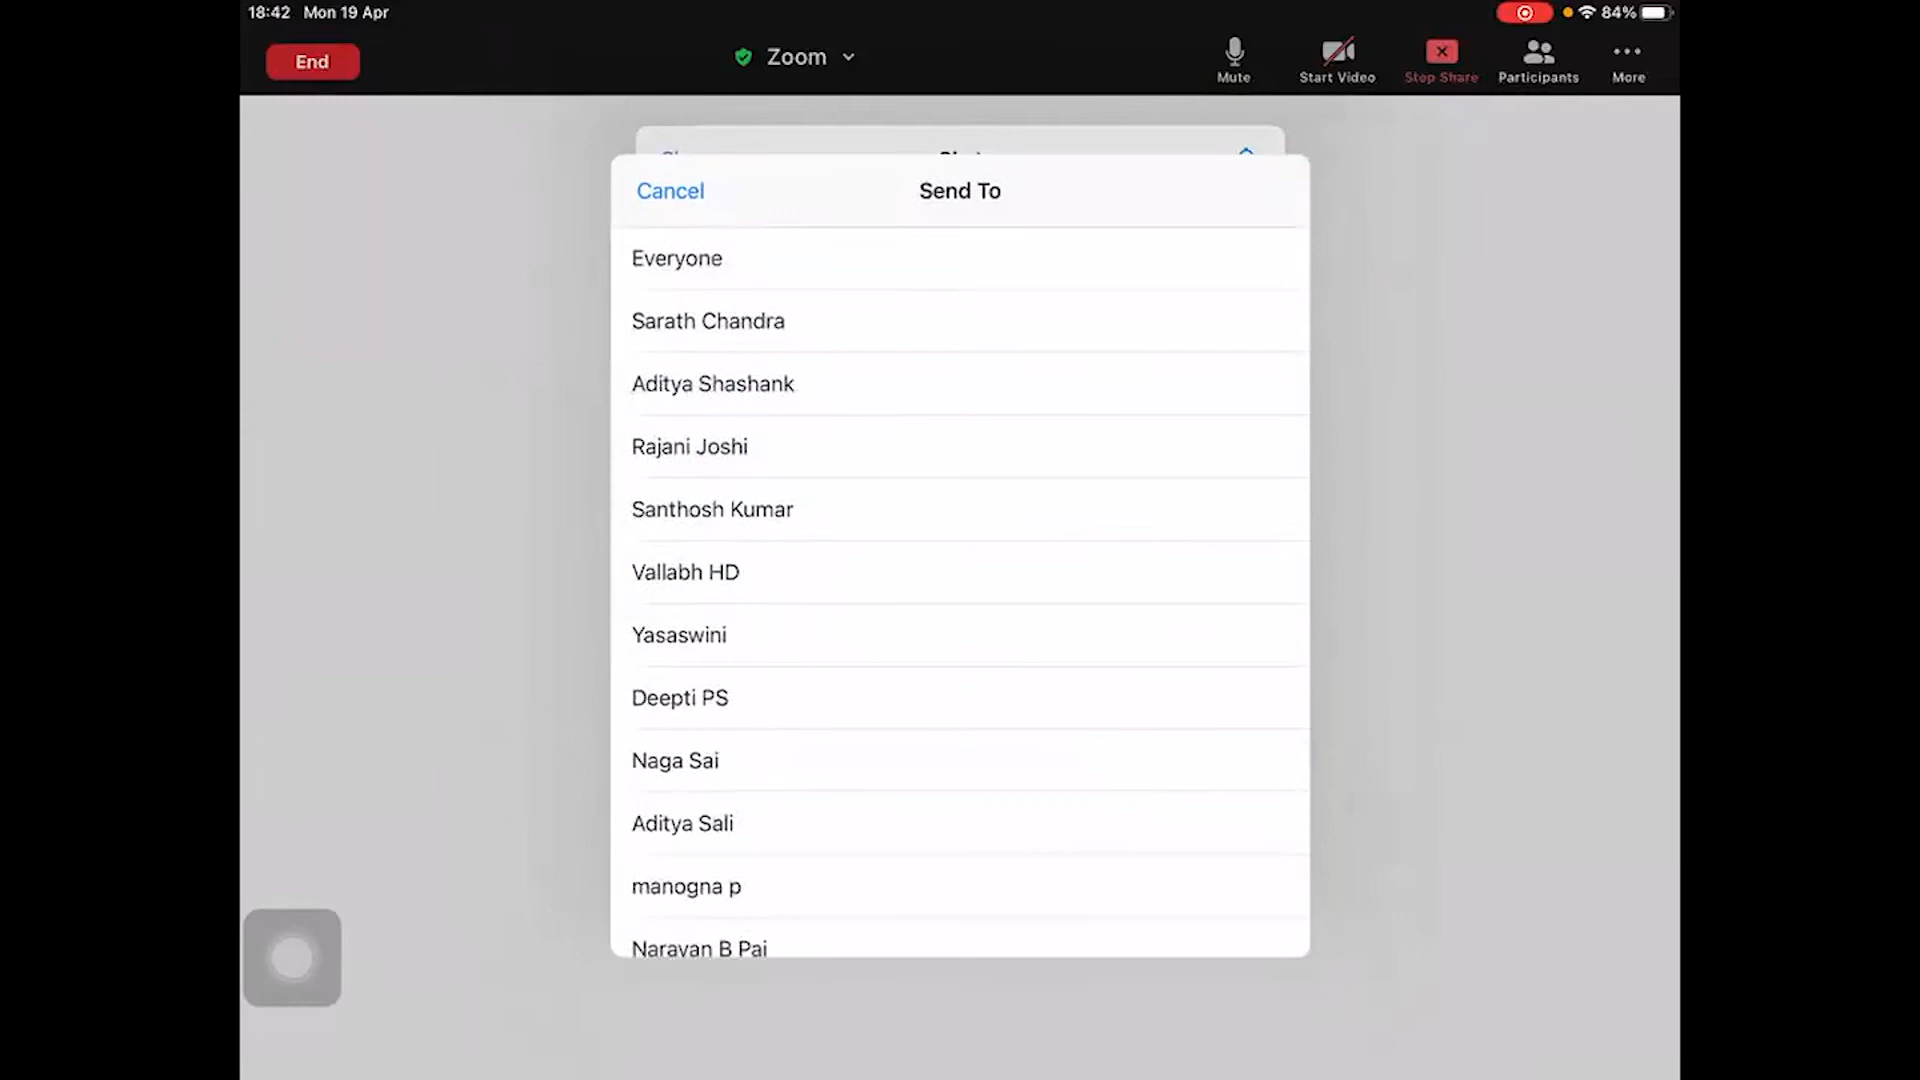 18:42 Mon 19 Apr
84%
End
Zoom
Mute
Start Video
Stop Share
Participants
More
Cancel
Send To
Everyone
Sarath Chandra
Aditya Shashank
Rajani Joshi
Santhosh Kumar
Vallabh HD
Yasaswini
Deepti PS
Naga Sai
Aditya Sali
manogna p
Narayan B Pai